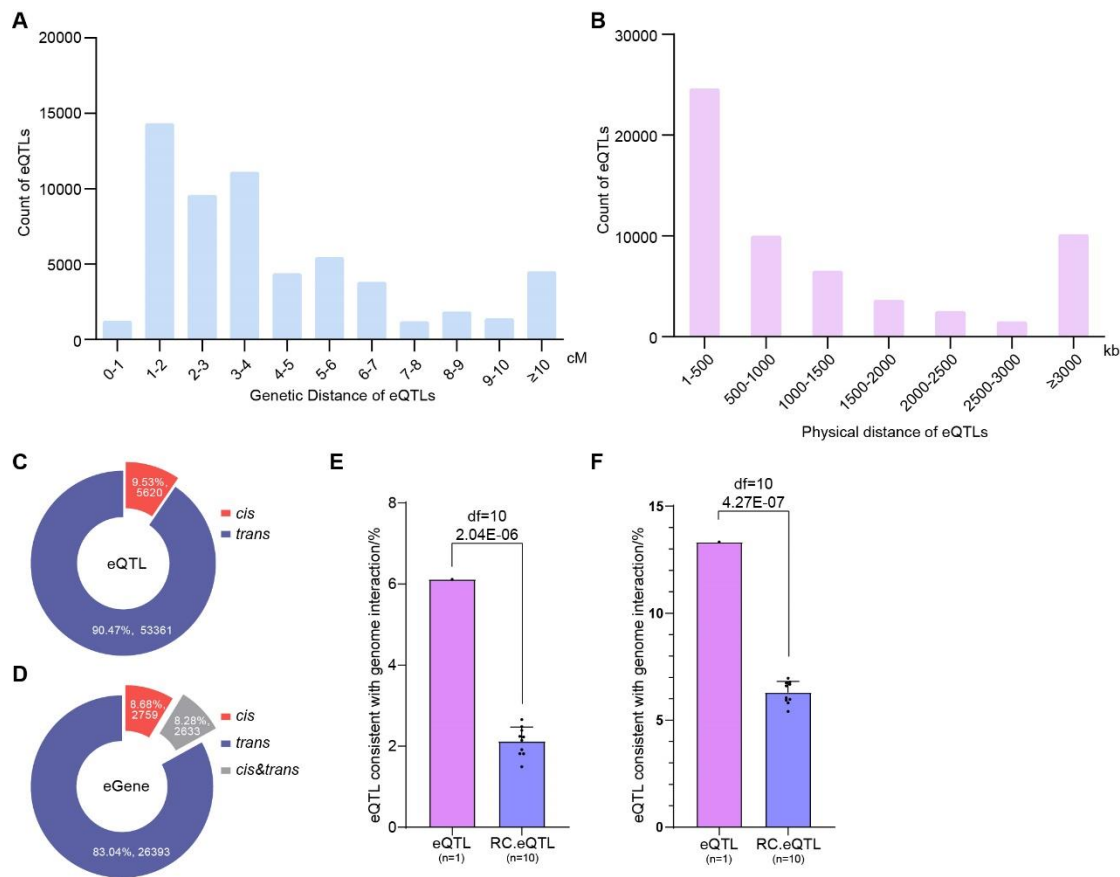 A
20000
15000
10000
5000
0
Count of eQTLs
0-1
1-2
2-3
3-4
4-5
5-6
6-7
7-8
8-9
9-10
≥10
cM
Genetic Distance of eQTLs
B
30000
20000
10000
0
Count of eQTLs
1-500
500-1000
1000-1500
1500-2000
2000-2500
2500-3000
≥3000
kb
Physical distance of eQTLs
C
9.53%,
5620
eQTL
90.47%, 53361
cis
trans
D
8.68%,
2759
8.28%,
2633
eGene
83.04%, 26393
cis
trans
cis&trans
E
df=10
2.04E-06
8
6
4
2
0
eQTL consistent with genome interaction/%
eQTL
(n=1)
RC.eQTL
(n=10)
F
df=10
4.27E-07
15
13
10
5
0
eQTL consistent with genome interaction/%
eQTL
(n=1)
RC.eQTL
(n=10)